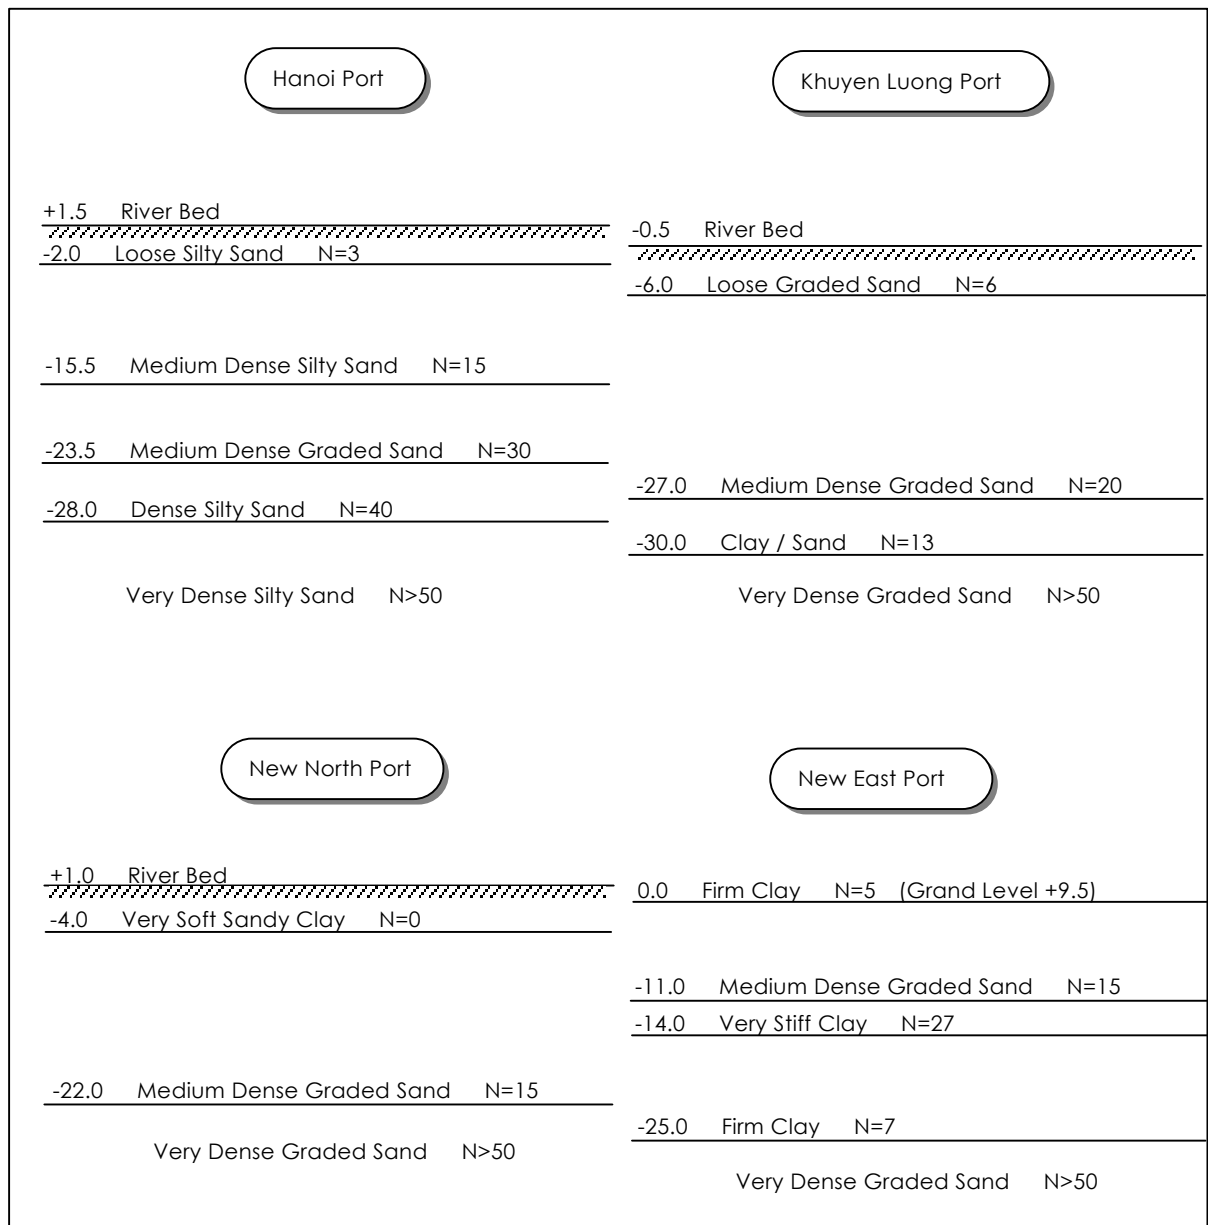 Hanoi Port
+1.5 River Bed
-2.0 Loose Silty Sand N=3
-15.5 Medium Dense Silty Sand N=15
-23.5 Medium Dense Graded Sand N=30
-28.0 Dense Silty Sand N=40
Very Dense Silty Sand N>50
Khuyen Luong Port
-0.5 River Bed
-6.0 Loose Graded Sand N=6
-27.0 Medium Dense Graded Sand N=20
-30.0 Clay / Sand N=13
Very Dense Graded Sand N>50
New North Port
+1.0 River Bed
-4.0 Very Soft Sandy Clay N=0
-22.0 Medium Dense Graded Sand N=15
Very Dense Graded Sand N>50
New East Port
0.0 Firm Clay N=5 (Grand Level +9.5)
-11.0 Medium Dense Graded Sand N=15
-14.0 Very Stiff Clay N=27
-25.0 Firm Clay N=7
Very Dense Graded Sand N>50